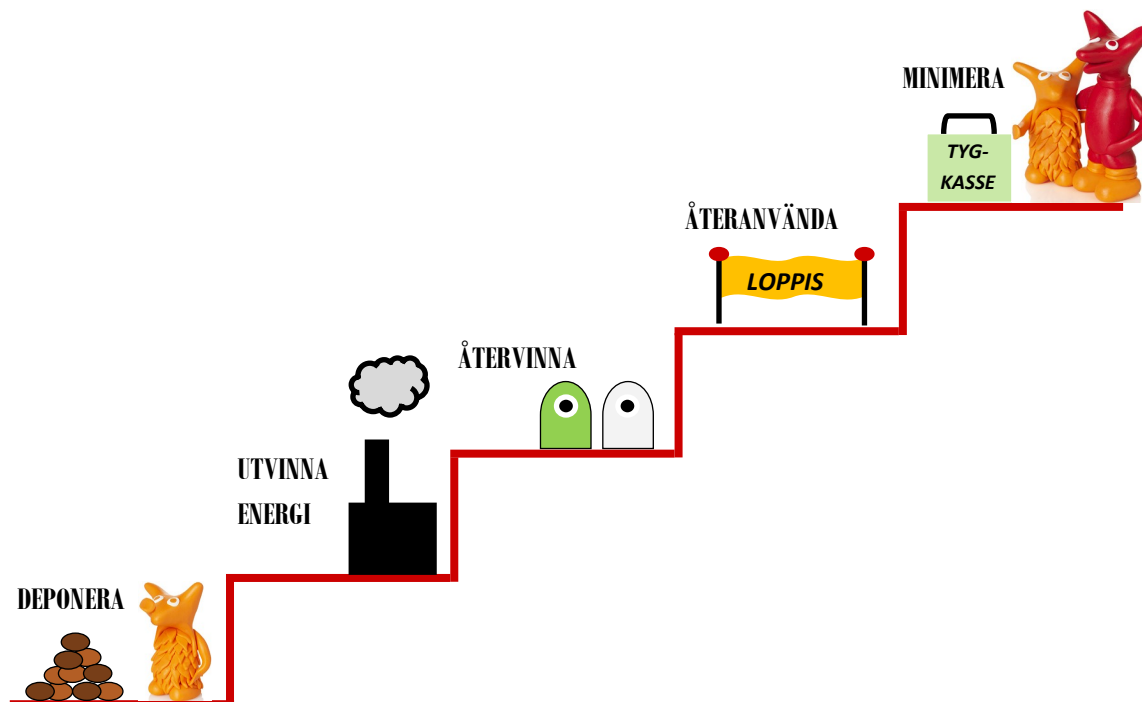 MINIMERA
TYG-
KASSE
ÅTERANVÄNDA
LOPPIS
ÅTERVINNA
UTVINNA
ENERGI
DEPONERA